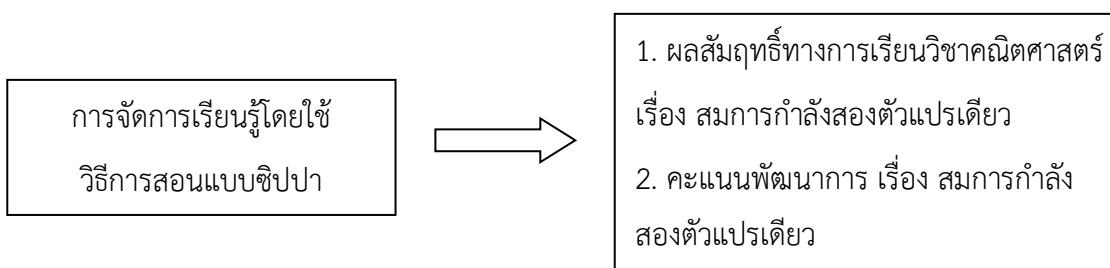 การจัดการเรียนรู้โดยใช้
วิธีการสอนแบบซิปปา
1. ผลสัมฤทธิ์ทางการเรียนวิชาคณิตศาสตร์
เรื่อง สมการกำลังสองตัวแปรเดียว
2. คะแนนพัฒนาการ เรื่อง สมการกำลัง
สองตัวแปรเดียว